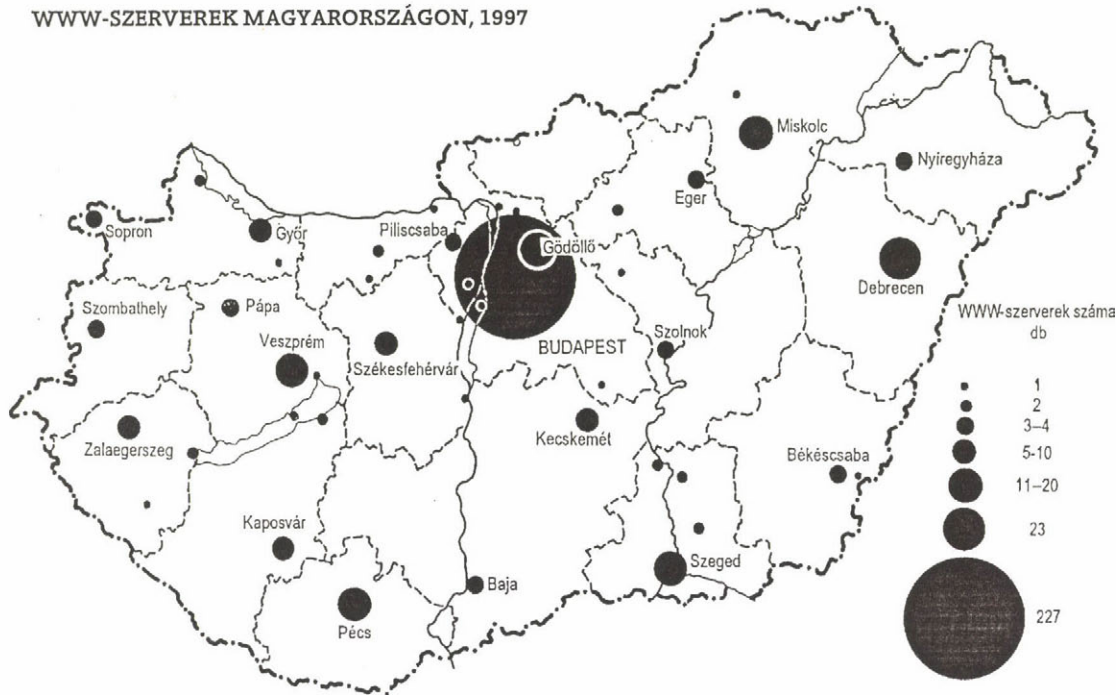 WWW-SZERVEREK MAGYARORSZÁGON, 1997
Miskolc
Nyíregyháza
Eger
Sopron
Győr
Piliscsaba
Gödöllő
Debrecen
Szombathely
Pápa
WWW-szerverek száma
db
Veszprém
Székesfehérvár
BUDAPEST
Szolnok
1
2
3–4
5-10
11–20
23
227
Zalaegerszeg
Kecskemét
Békéscsaba
Kaposvár
Szeged
Baja
Pécs